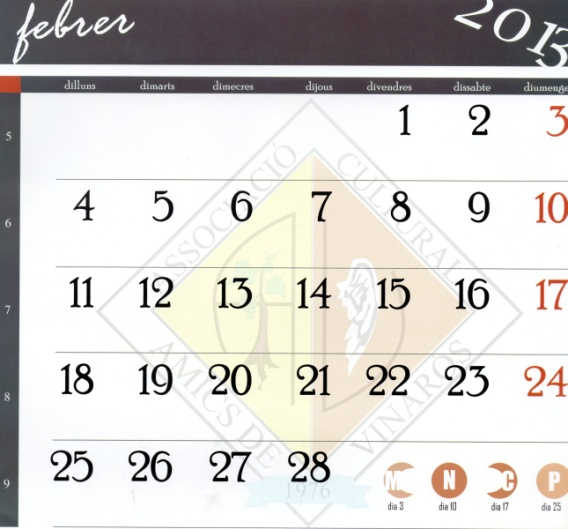 febrer 2013
dilluns dimarts dimecres dijous divendres dissabte diumenge
5 1 2 3
6 4 5 6 7 8 9 10
7 11 12 13 14 15 16 17
8 18 19 20 21 22 23 24
9 25 26 27 28
M N C P
dia 3 dia 10 dia 17 dia 25
ASSOCIACIÓ CULTURAL
AMICS DE VINARÒS
1976